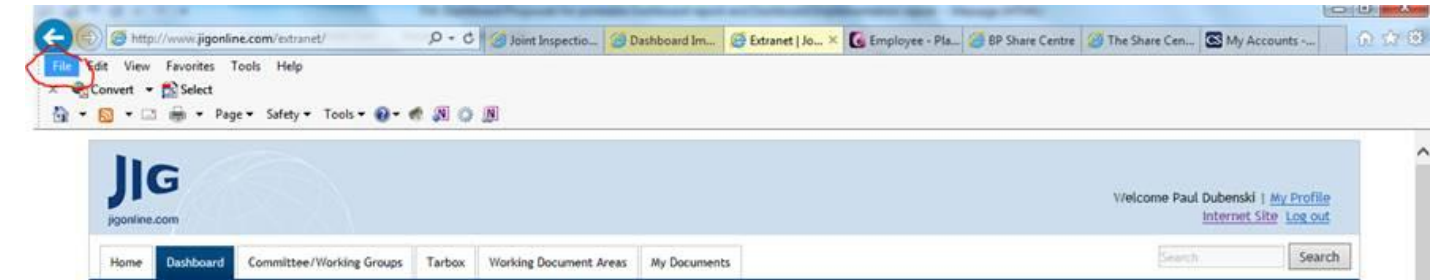 http://www.jigonline.com/extranet/ Joint Inspectio... Dashboard Im... Extranet | Jo... × Employee - Pla... BP Share Centre The Share Cen... My Accounts -...
File Edit View Favorites Tools Help
× Convert Select
Page Safety Tools
JIG
jigonline.com
Welcome Paul Dubenski | My Profile
Internet Site Log out
Home Dashboard Committee/Working Groups Tarbox Working Document Areas My Documents Search Search